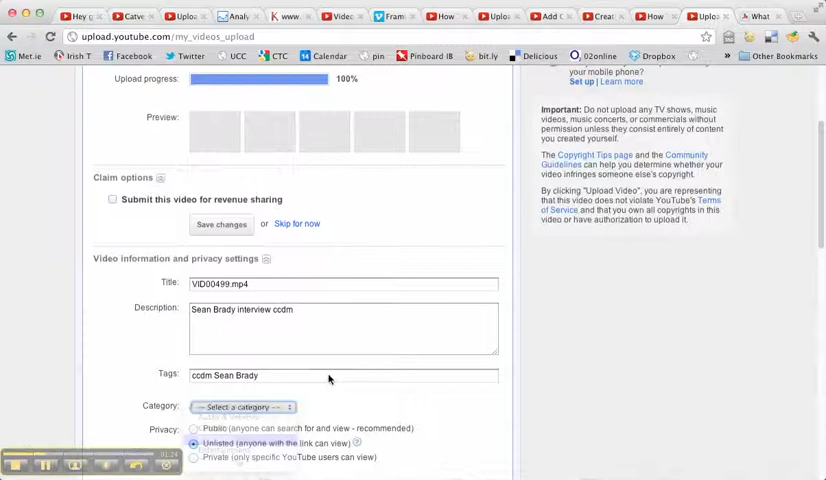 Hey g
Catve
Uploa
Analy
www.
Video
Fram
How
Uplou
Add C
Creat
How
Uploa
What
upload.youtube.com/my_videos_upload
Met.ie
Irish T
Facebook
Twitter
UCC
CTC
Calendar
pin
Pinboard IB
bit.ly
Delicious
02online
Dropbox
»
Other Bookmarks
Upload progress:
100%
Preview:
Claim options
Submit this video for revenue sharing
Save changes
or
Skip for now
Video information and privacy settings
Title:
VID00499.mp4
Description:
Sean Brady interview ccdm
Tags:
ccdm Sean Brady
Category:
-- Select a category --
Privacy:
Public (anyone can search for and view - recommended)
Unlisted (anyone with the link can view)
Private (only specific YouTube users can view)
your mobile phone?
Set up | Learn more
Important: Do not upload any TV shows, music
videos, music concerts, or commercials without
permission unless they consist entirely of content
you created yourself.
The Copyright Tips page and the Community
Guidelines can help you determine whether your
video infringes someone else's copyright.
By clicking "Upload Video", you are representing
that this video does not violate YouTube's Terms
of Service and that you own all copyrights in this
video or have authorization to upload it.
01:24